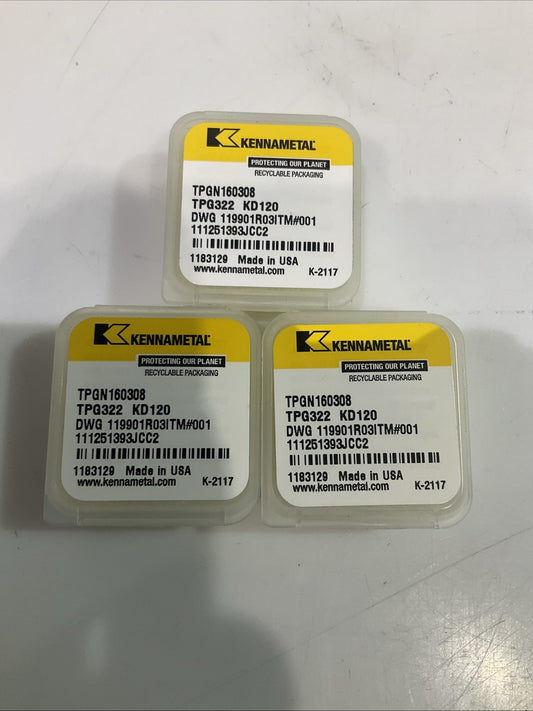 KENNAMETAL
PROTECTING OUR PLANET
RECYCLABLE PACKAGING
TPGN160308
TPG322 KD120
DWG 119901R03ITM#001
111251393JCC2
1183129 Made in USA
www.kennametal.com K-2117
KENNAMETAL
PROTECTING OUR PLANET
RECYCLABLE PACKAGING
TPGN160308
TPG322 KD120
DWG 119901R03ITM#001
111251393JCC2
1183129 Made in USA
www.kennametal.com K-2117
KENNAMETAL
PROTECTING OUR PLANET
RECYCLABLE PACKAGING
TPGN160308
TPG322 KD120
DWG 119901R03ITM#001
111251393JCC2
1183129 Made in USA
www.kennametal.com K-2117